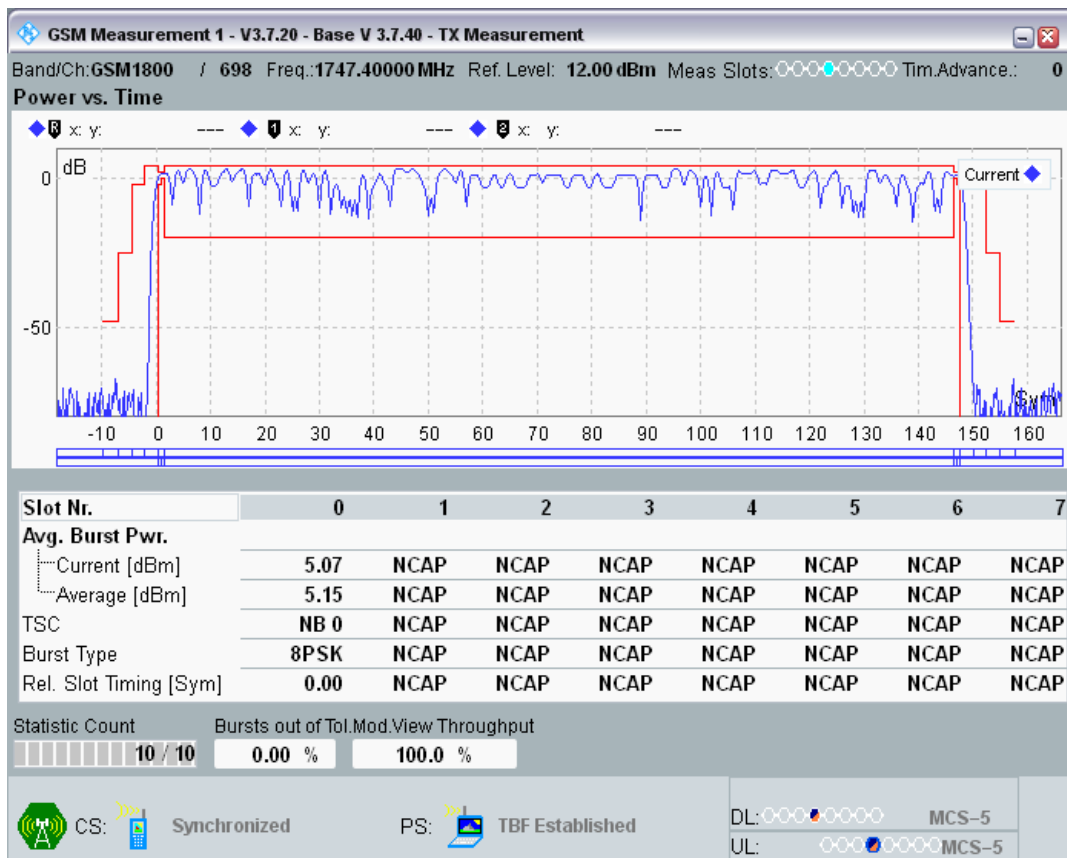 GSM Measurement 1 - V3.7.20 - Base V 3.7.40 - TX Measurement
Band/Ch:GSM1800 / 698 Freq.:1747.40000 MHz Ref. Level: 12.00 dBm Meas Slots: Tim.Advance.: 0
Power vs. Time
R x: y: --- 1 x: y: --- 2 x: y: ---
dB
Current
0
-50
Sym
-10 0 10 20 30 40 50 60 70 80 90 100 110 120 130 140 150 160
Slot Nr. 0 1 2 3 4 5 6 7
Avg. Burst Pwr.
Current [dBm] 5.07 NCAP NCAP NCAP NCAP NCAP NCAP NCAP
Average [dBm] 5.15 NCAP NCAP NCAP NCAP NCAP NCAP NCAP
TSC NB 0 NCAP NCAP NCAP NCAP NCAP NCAP NCAP
Burst Type 8PSK NCAP NCAP NCAP NCAP NCAP NCAP NCAP
Rel. Slot Timing [Sym] 0.00 NCAP NCAP NCAP NCAP NCAP NCAP NCAP
Statistic Count Bursts out of Tol.Mod.View Throughput
10 / 10 0.00 % 100.0 %
CS: Synchronized PS: TBF Established
DL: MCS-5
UL: MCS-5